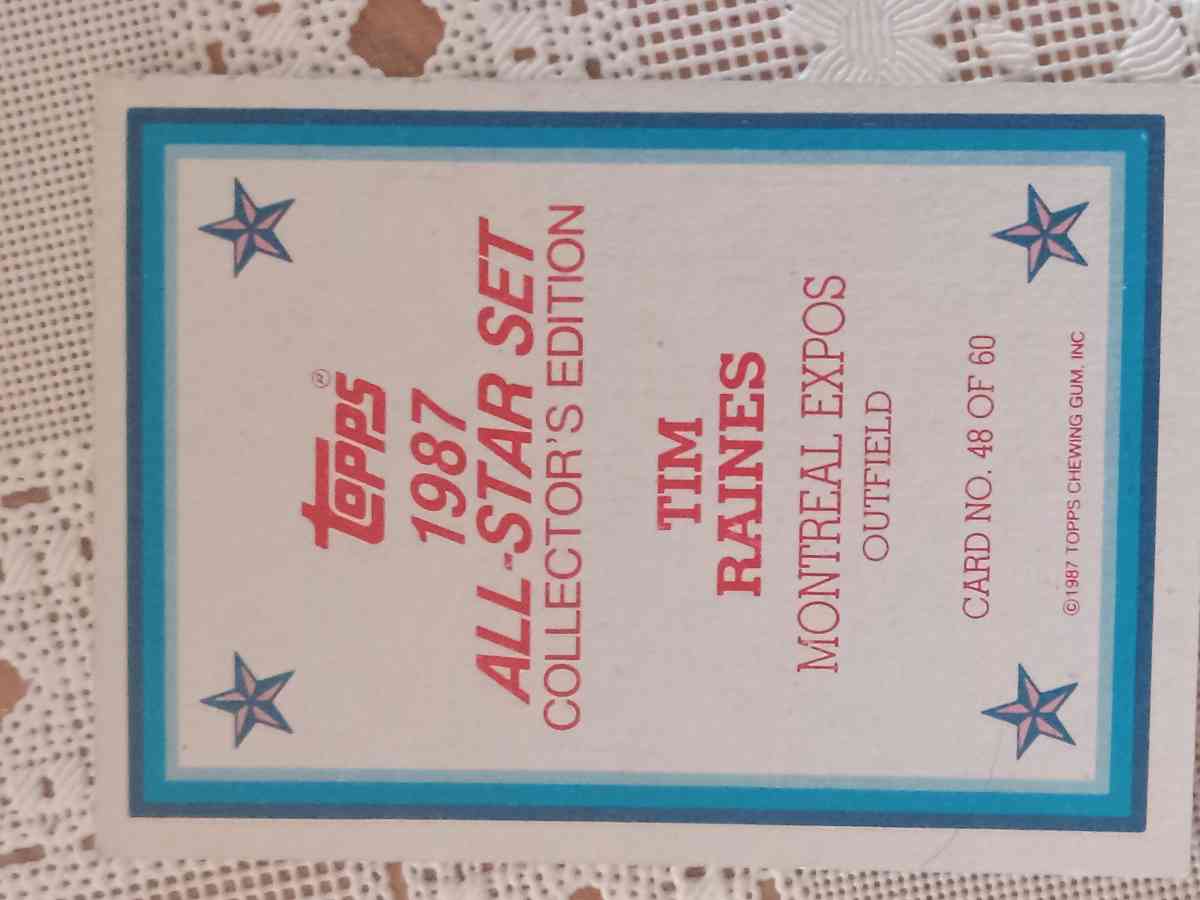 TOPPS®
1987
ALL-STAR SET
COLLECTOR'S EDITION
TIM
RAINES
MONTREAL EXPOS
OUTFIELD
CARD NO. 48 OF 60
©1987 TOPPS CHEWING GUM, INC